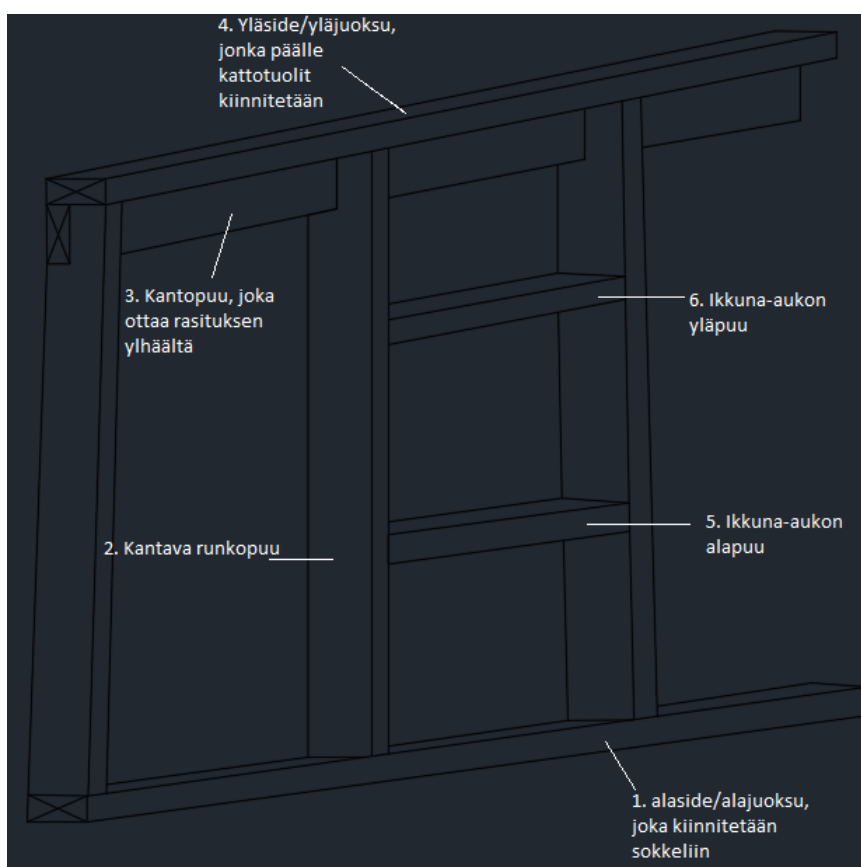 4. Yläside/yläjuoksu,
jonka päälle
kattotuolit
kiinnitetään
3. Kantopuu, joka
ottaa rasituksen
ylhäältä
6. Ikkuna-aukon
yläpuu
2. Kantava runkopuu
5. Ikkuna-aukon
alapuu
1. alaside/alajuoksu,
joka kiinnitetään
sokkeliin